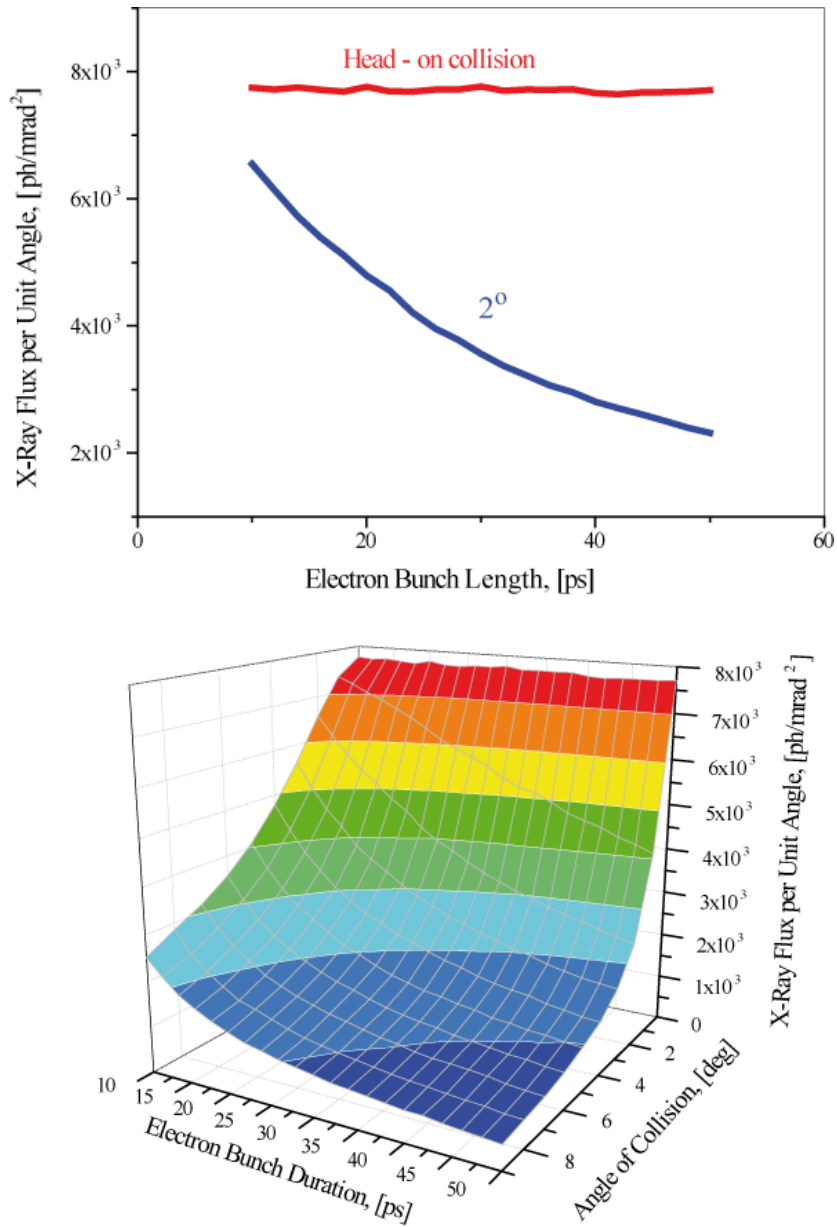 X-Ray Flux per Unit Angle, [ph/mrad²]
8x10³
6x10³
4x10³
2x10³
Head - on collision
2º
0
20
40
60
Electron Bunch Length, [ps]
8x10³
7x10³
6x10³
5x10³
4x10³
3x10³
2x10³
1x10³
0
X-Ray Flux per Unit Angle, [ph/mrad ²]
2
4
6
8
Angle of Collision, [deg]
10
15
20
25
30
35
40
45
50
Electron Bunch Duration, [ps]